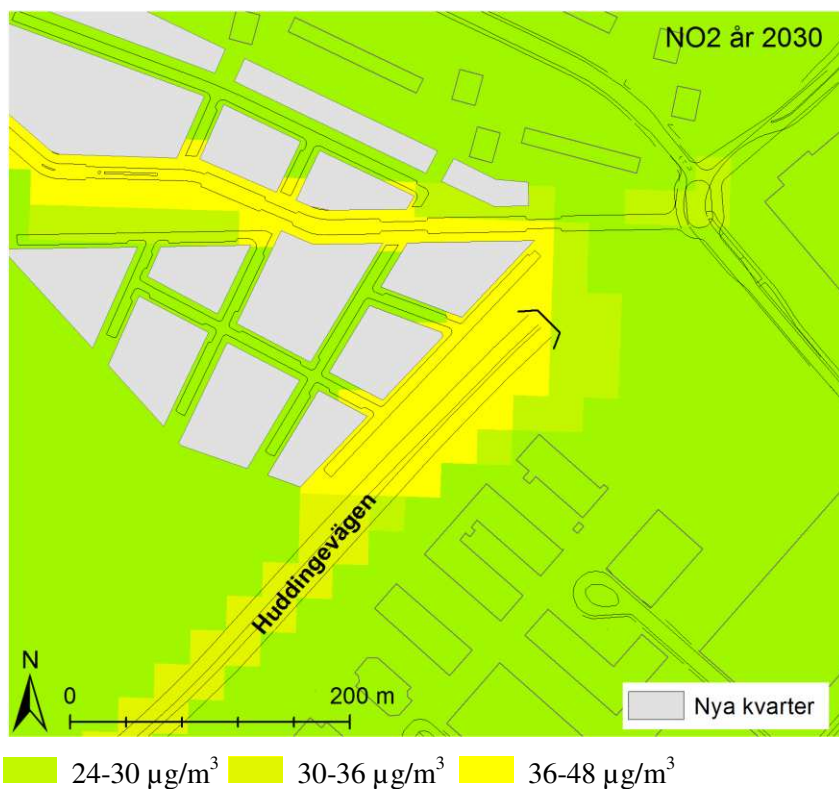 NO2 år 2030
Huddingevägen
N
0 200 m
Nya kvarter
24-30 µg/m³ 30-36 µg/m³ 36-48 µg/m³